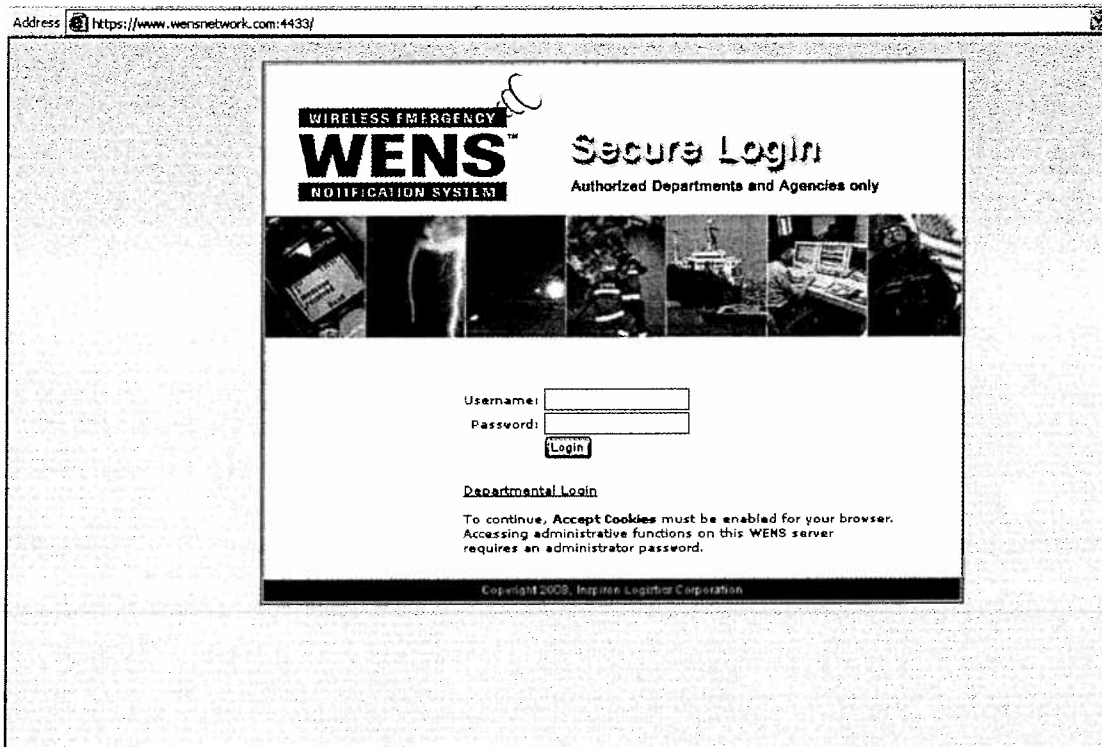 Address https://www.wensnetwork.com:4433/
WIRELESS EMERGENCY
WENS™
NOTIFICATION SYSTEM
Secure Login
Authorized Departments and Agencies only
Username:
Password:
Login
Departmental Login
To continue, Accept Cookies must be enabled for your browser.
Accessing administrative functions on this WENS server
requires an administrator password.
Copyright 2008, Inspiron Logistics Corporation